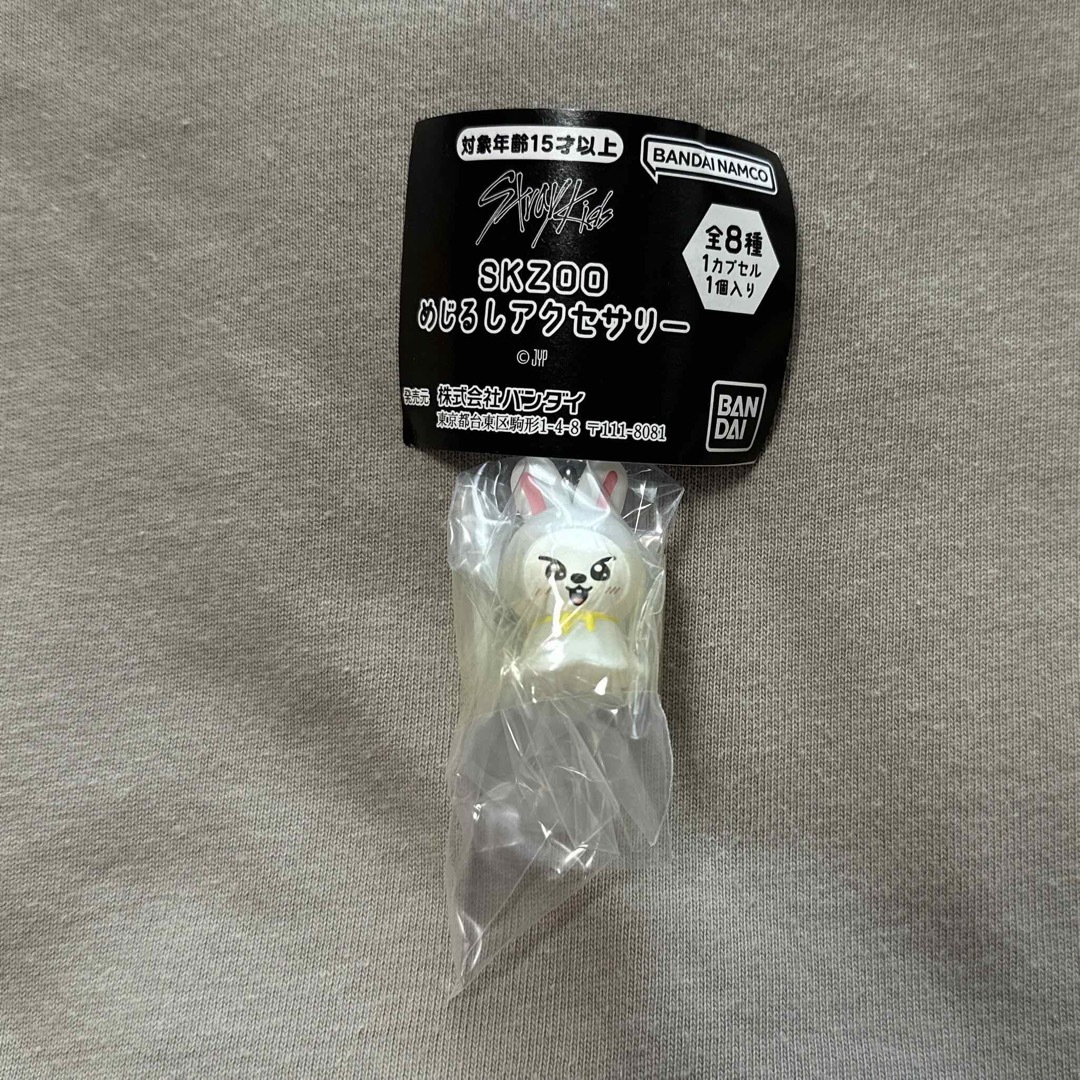 対象年齢15才以上
BANDAI NAMCO
Stray Kids
全8種
1カプセル
1個入り
SKZOO
めじるしアクセサリー
©JYP
発売元 株式会社バンダイ
東京都台東区駒形1-4-8 〒111-8081
BAN
DAI